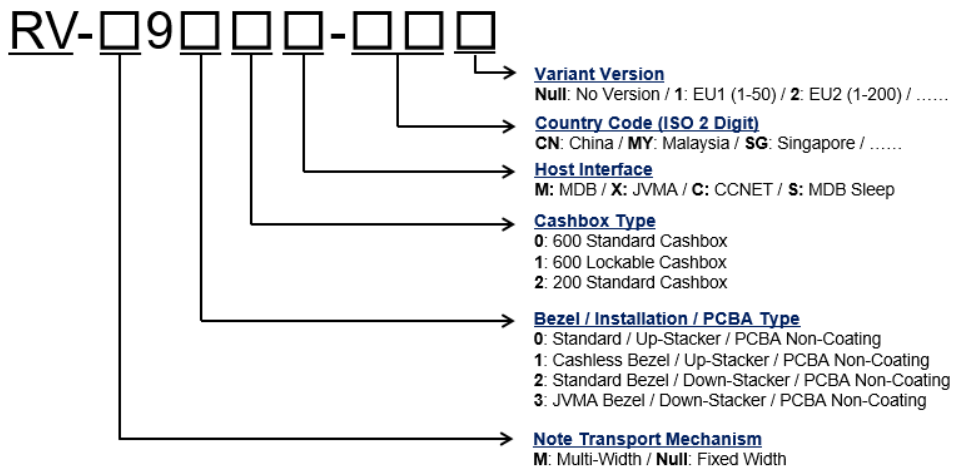 RV-□9□□□-□□□
Variant Version
Null: No Version / 1: EU1 (1-50) / 2: EU2 (1-200) / ……
Country Code (ISO 2 Digit)
CN: China / MY: Malaysia / SG: Singapore / ……
Host Interface
M: MDB / X: JVMA / C: CCNET / S: MDB Sleep
Cashbox Type
0: 600 Standard Cashbox
1: 600 Lockable Cashbox
2: 200 Standard Cashbox
Bezel / Installation / PCBA Type
0: Standard / Up-Stacker / PCBA Non-Coating
1: Cashless Bezel / Up-Stacker / PCBA Non-Coating
2: Standard Bezel / Down-Stacker / PCBA Non-Coating
3: JVMA Bezel / Down-Stacker / PCBA Non-Coating
Note Transport Mechanism
M: Multi-Width / Null: Fixed Width